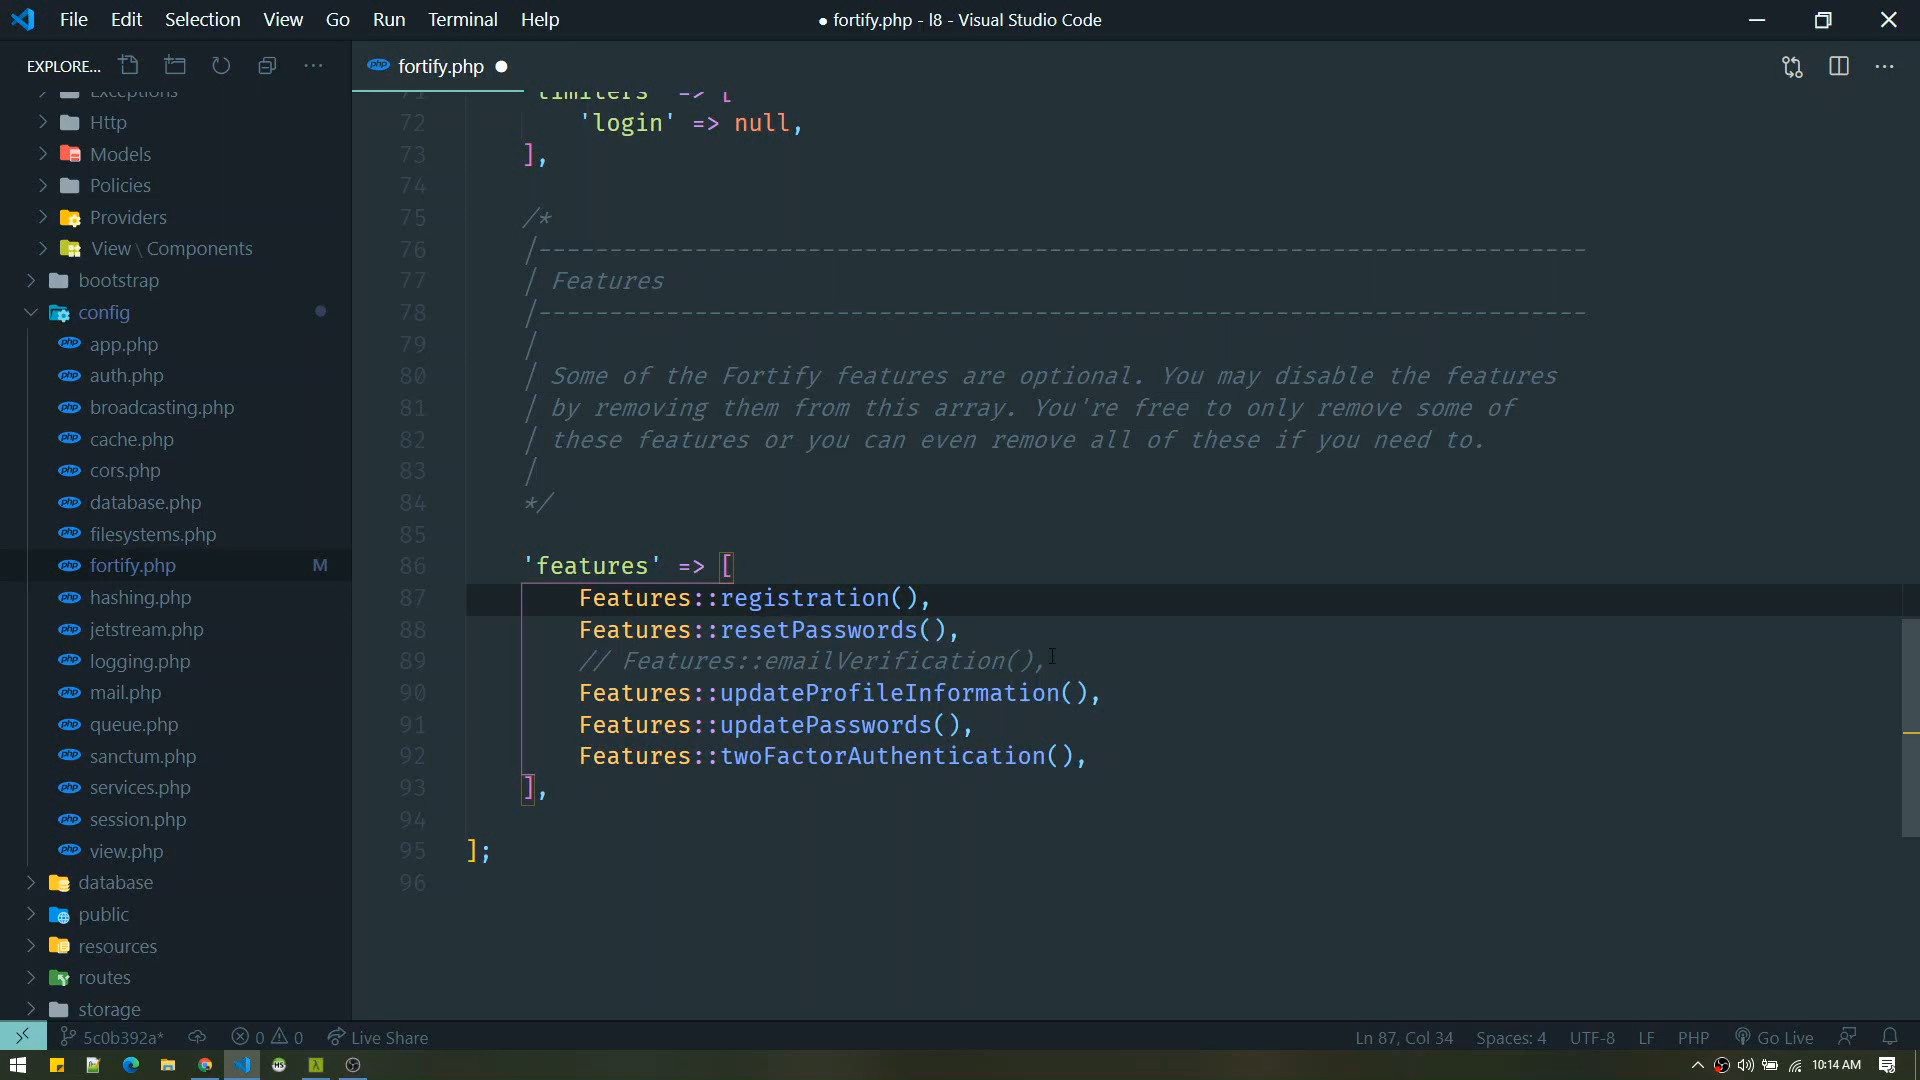 File Edit Selection View Go Run Terminal Help
● fortify.php - l8 - Visual Studio Code
EXPLORE...
fortify.php ●
Exceptions
Http
Models
Policies
Providers
View \ Components
bootstrap
config
app.php
auth.php
broadcasting.php
cache.php
cors.php
database.php
filesystems.php
fortify.php M
hashing.php
jetstream.php
logging.php
mail.php
queue.php
sanctum.php
services.php
session.php
view.php
database
public
resources
routes
storage
71 'limiters' => [
72 'login' => null,
73 ],
74
75 /*
76 |--------------------------------------------------------------------------
77 | Features
78 |--------------------------------------------------------------------------
79 |
80 | Some of the Fortify features are optional. You may disable the features
81 | by removing them from this array. You're free to only remove some of
82 | these features or you can even remove all of these if you need to.
83 |
84 */
85
86 'features' => [
87 Features::registration(),
88 Features::resetPasswords(),
89 // Features::emailVerification(),
90 Features::updateProfileInformation(),
91 Features::updatePasswords(),
92 Features::twoFactorAuthentication(),
93 ],
94
95 ];
96
5c0b392a* 0 0 Live Share
Ln 87, Col 34 Spaces: 4 UTF-8 LF PHP Go Live
10:14 AM